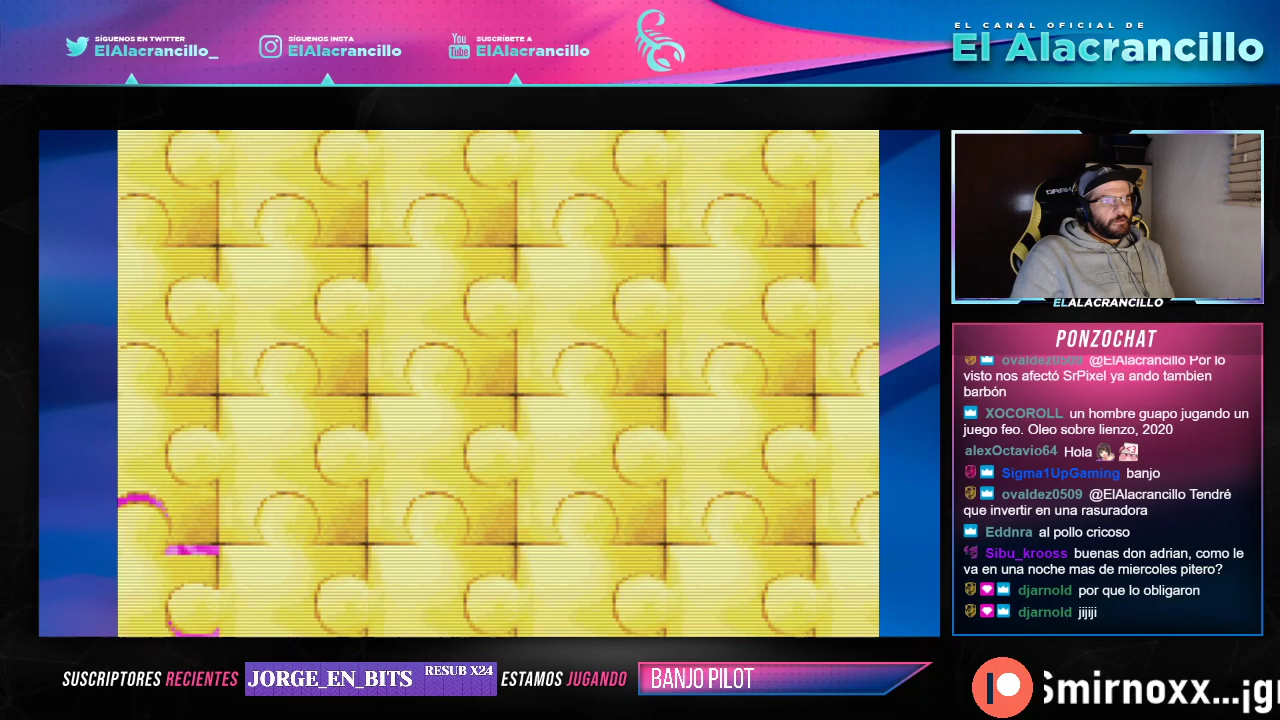 SÍGUENOS EN TWITTER
ElAlacrancillo_
SÍGUENOS INSTA
ElAlacrancillo
You
Tube
SUSCRÍBETE A
ElAlacrancillo
EL CANAL OFICIAL DE
El Alacrancillo
ELALACRANCILLO
PONZOCHAT
ovaldez0509 @ElAlacrancillo Por lo
visto nos afectó SrPixel ya ando tambien
barbón
XOCOROLL un hombre guapo jugando un
juego feo. Oleo sobre lienzo, 2020
alexOctavio64 Hola
Sigma1UpGaming banjo
ovaldez0509 @ElAlacrancillo Tendré
que invertir en una rasuradora
Eddnra al pollo cricoso
Sibu_krooss buenas don adrian, como le
va en una noche mas de miercoles pitero?
djarnold por que lo obligaron
djarnold jijiji
SUSCRIPTORES RECIENTES
JORGE_EN_BITS
RESUB X24
ESTAMOS JUGANDO
BANJO PILOT
Smirnoxx...¡gr